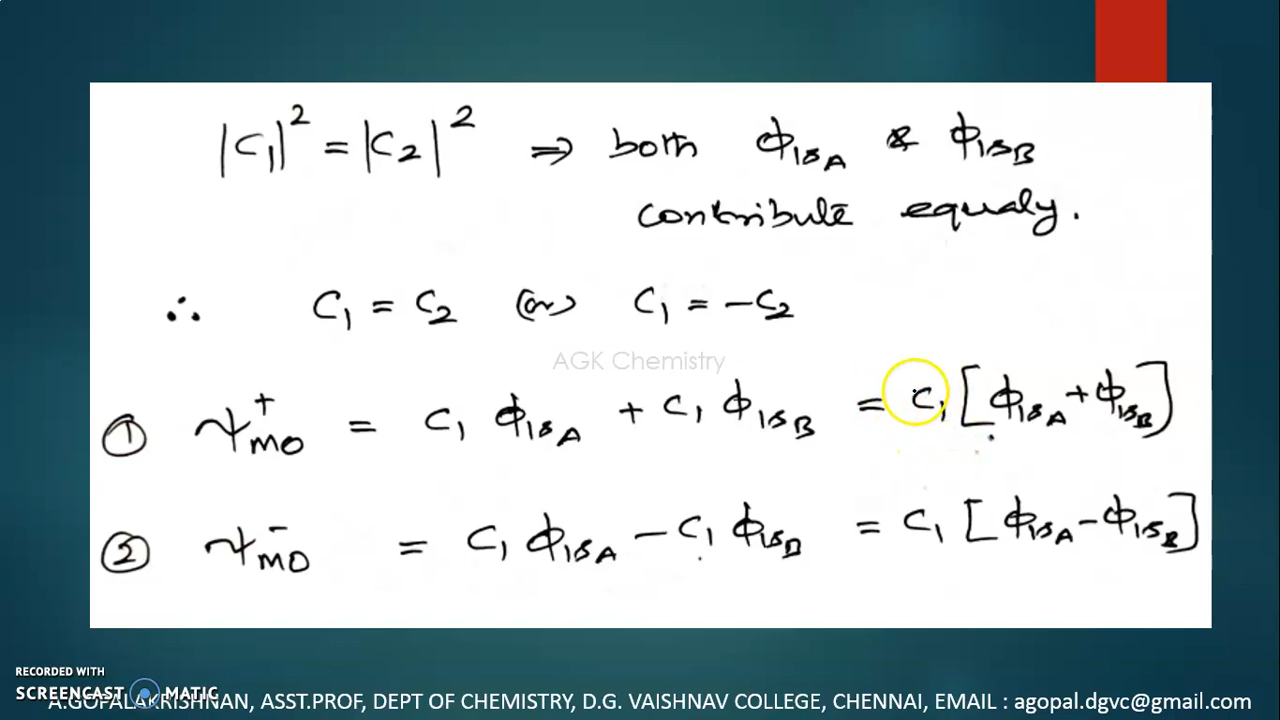 |C₁|² = |C₂|² ⇒ both ϕ₁ₛA & ϕ₁ₛB
contribute equaly.
∴ C₁ = C₂ (or) C₁ = -C₂
AGK Chemistry
① ψ⁺MO = C₁ ϕ₁ₛA + C₁ ϕ₁ₛB = C₁ [ϕ₁ₛA + ϕ₁ₛB]
② ψ⁻MO = C₁ ϕ₁ₛA - C₁ ϕ₁ₛB = C₁ [ϕ₁ₛA - ϕ₁ₛB]
RECORDED WITH
SCREENCAST MATIC
A.GOPALAKRISHNAN, ASST.PROF, DEPT OF CHEMISTRY, D.G. VAISHNAV COLLEGE, CHENNAI, EMAIL : agopal.dgvc@gmail.com